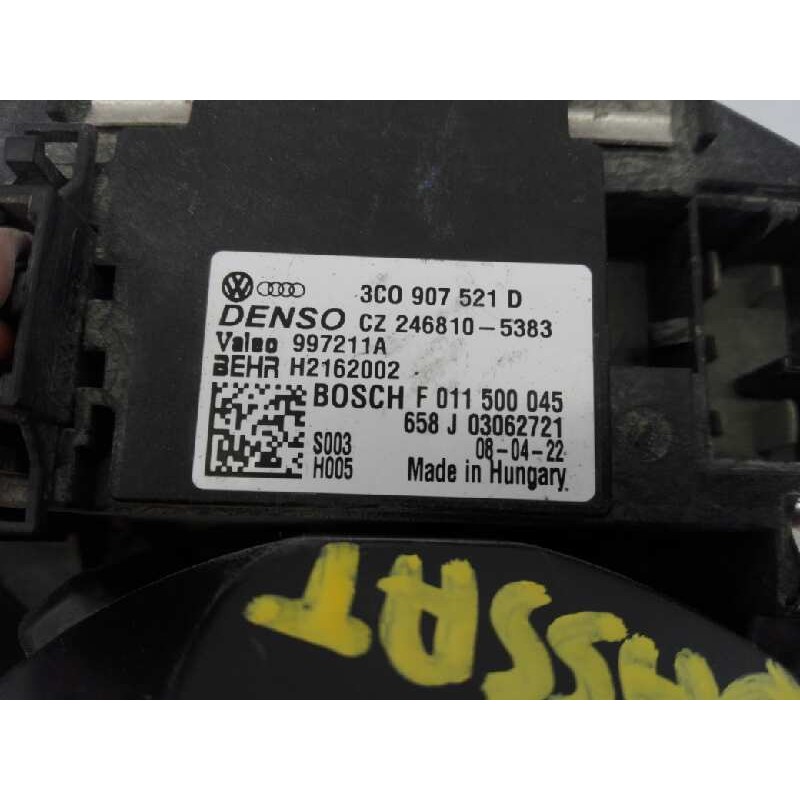 3C0 907 521 D
DENSO CZ 246810-5383
Valeo 997211A
BEHR H2162002
BOSCH F 011 500 045
658 J 03062721
S003 08-04-22
H005 Made in Hungary
PASSAT